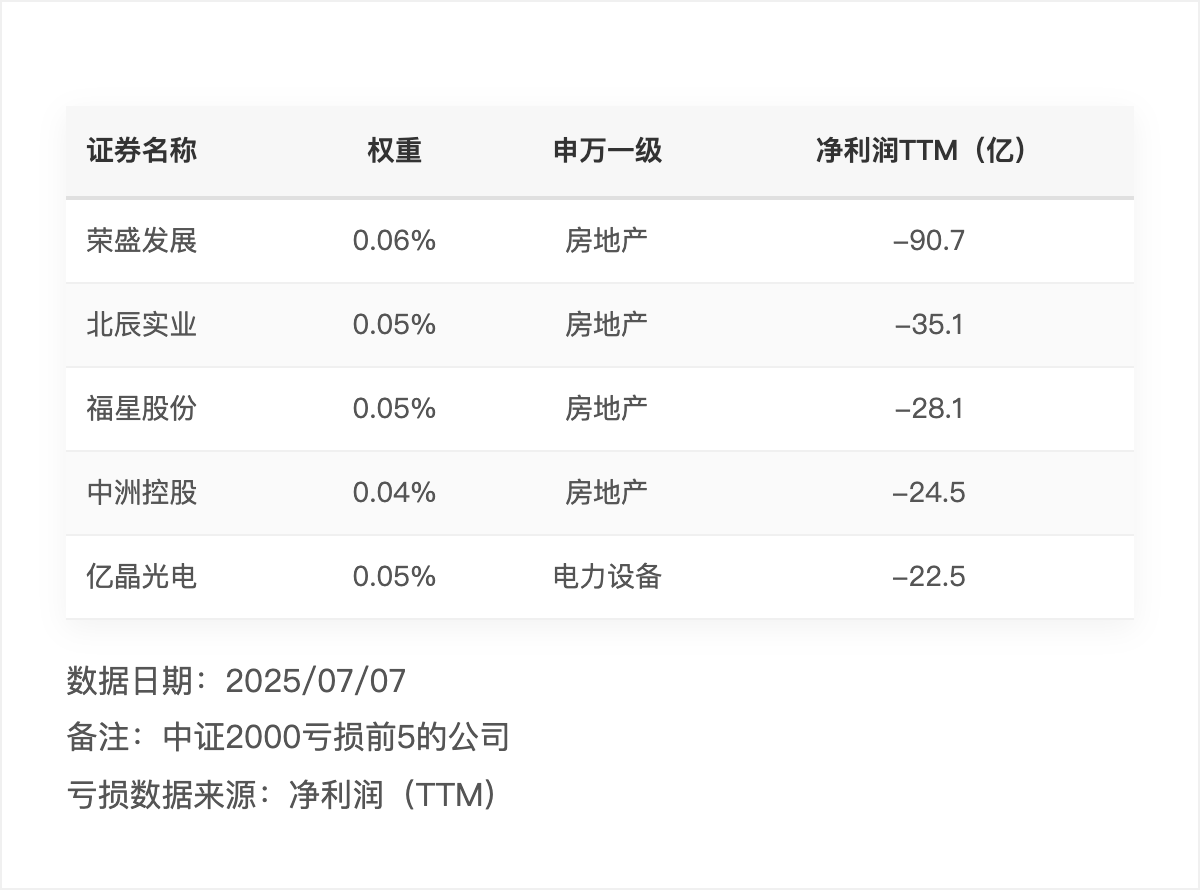 证券名称 权重 申万一级 净利润TTM（亿）
荣盛发展 0.06% 房地产 -90.7
北辰实业 0.05% 房地产 -35.1
福星股份 0.05% 房地产 -28.1
中洲控股 0.04% 房地产 -24.5
亿晶光电 0.05% 电力设备 -22.5
数据日期：2025/07/07
备注：中证2000亏损前5的公司
亏损数据来源：净利润（TTM）